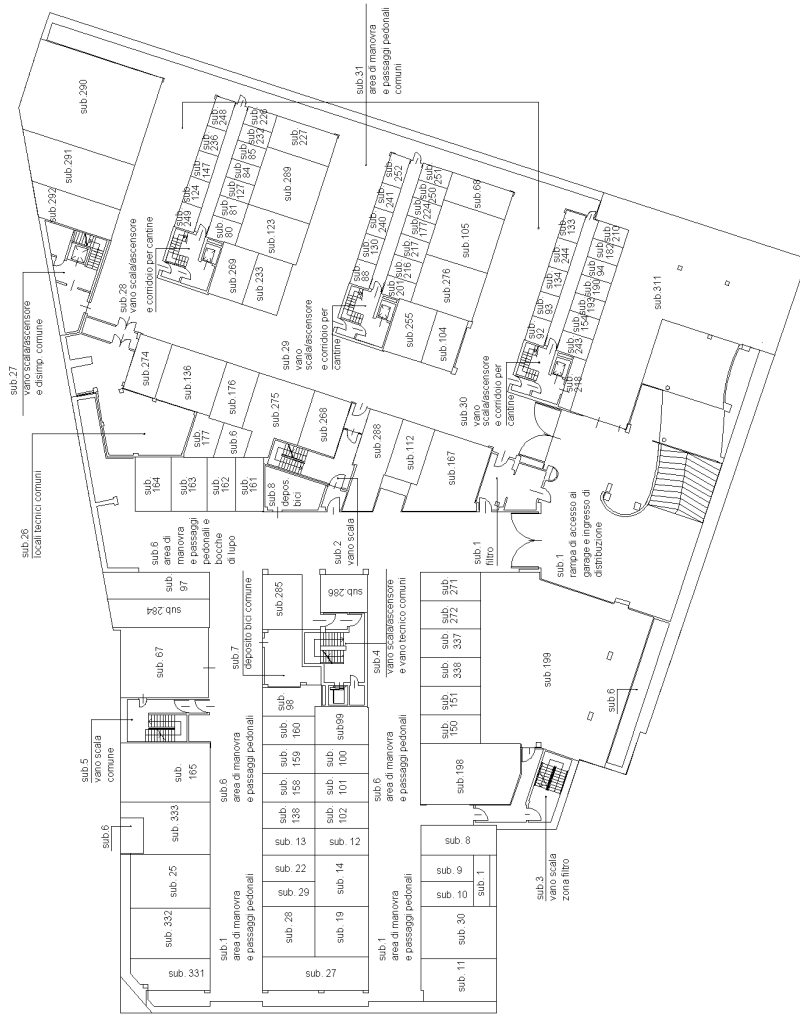 sub.290
sub.291
sub.292
sub.27
vano scala/ascensore
e disimp. comune
sub.28
vano scala/ascensore
e corridoio per cantine
sub.
249
sub.
124
sub.
147
sub.
236
sub.
248
sub.
80
sub.
81
sub.
127
sub.
84
sub.
85
sub.
232
sub.
226
sub.
227
sub.289
sub.123
sub.269
sub.233
sub.31
area di manovra
e passaggi pedonali
comuni
sub.29
vano
scala/ascensore
e corridoio per
cantine
sub.
88
sub.
130
sub.
240
sub.
241
sub.
252
sub.
201
sub.
216
sub.
217
sub.
177
sub.
224
sub.
250
sub.
251
sub.68
sub.105
sub.276
sub.255
sub.104
sub.30
vano
scala/ascensore
e corridoio per
cantine
sub.
92
sub.
93
sub.
134
sub.
244
sub.
133
sub.
248
sub.
243
sub.
154
sub.
193
sub.
190
sub.
94
sub.
182
sub.
210
sub.311
sub.274
sub.136
sub.176
sub.275
sub.268
sub.
177
sub.6
sub.26
locali tecnici comuni
sub.
164
sub.
163
sub.
162
sub.
161
sub.8
depos.
bici
sub.288
sub.112
sub.167
sub.6
area di
manovra
e passaggi
pedonali e
bocche
di lupo
sub.2
vano scala
sub.1
filtro
sub.1
rampa di accesso ai
garage e ingresso di
distribuzione
sub.
97
sub.284
sub. 67
sub.5
vano scala
comune
sub.7
deposito bici comune
sub.285
sub.286
sub.4
vano scala/ascensore
e vano tecnico comuni
sub.
271
sub.
272
sub.
337
sub.
338
sub.
151
sub.
150
sub.199
sub.6
sub.198
sub.3
vano scala
zona filtro
sub.
165
sub.6
sub. 333
sub. 25
sub. 332
sub. 331
sub.6
area di manovra
e passaggi pedonali
sub.1
area di manovra
e passaggi pedonali
sub.
98
sub.
160
sub.
159
sub.
158
sub.
138
sub. 13
sub. 22
sub. 29
sub. 28
sub. 27
sub99
sub.
100
sub.
101
sub.
102
sub. 12
sub. 14
sub. 19
sub.6
area di manovra
e passaggi pedonali
sub.1
area di manovra
e passaggi pedonali
sub. 8
sub. 9
sub. 10
sub. 1
sub. 30
sub. 11